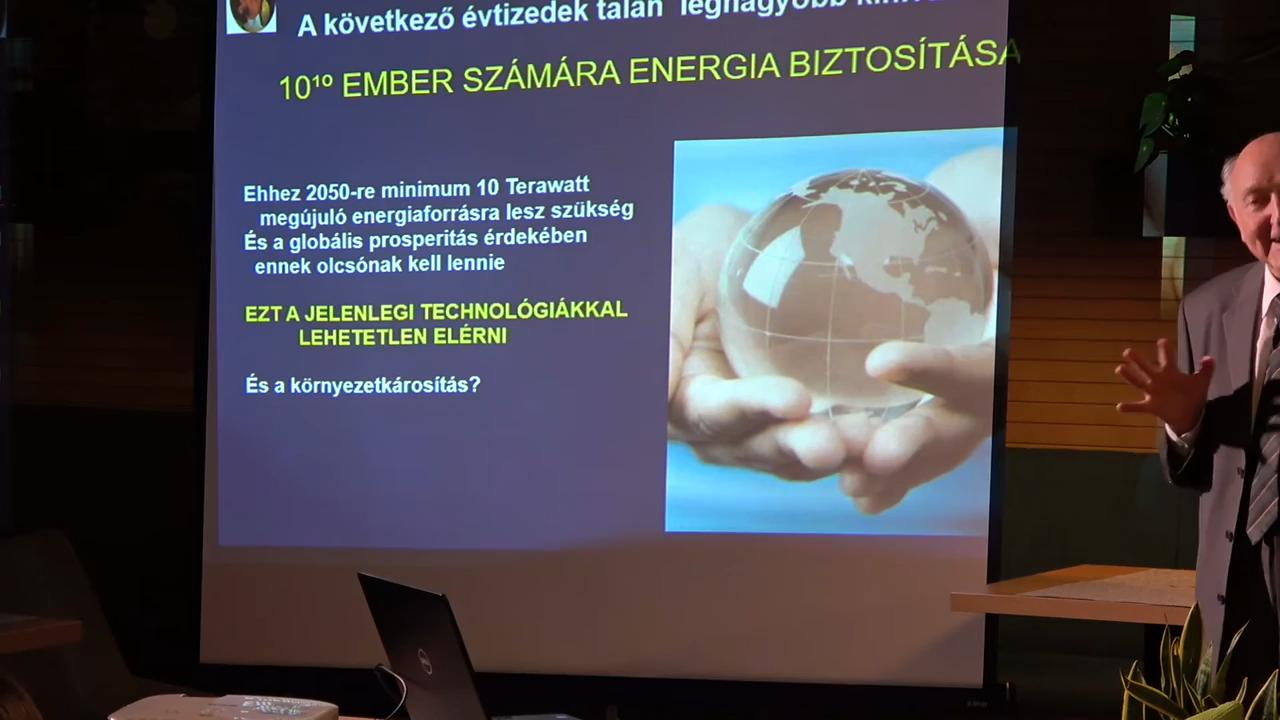 A következő évtizedek talán legnagyobb
10¹⁰ EMBER SZÁMÁRA ENERGIA BIZTOSÍTÁSA
Ehhez 2050-re minimum 10 Terawatt
megújuló energiaforrásra lesz szükség
És a globális prosperitás érdekében
ennek olcsónak kell lennie
EZT A JELENLEGI TECHNOLÓGIÁKKAL
LEHETETLEN ELÉRNI
És a környezetkárosítás?
DELL